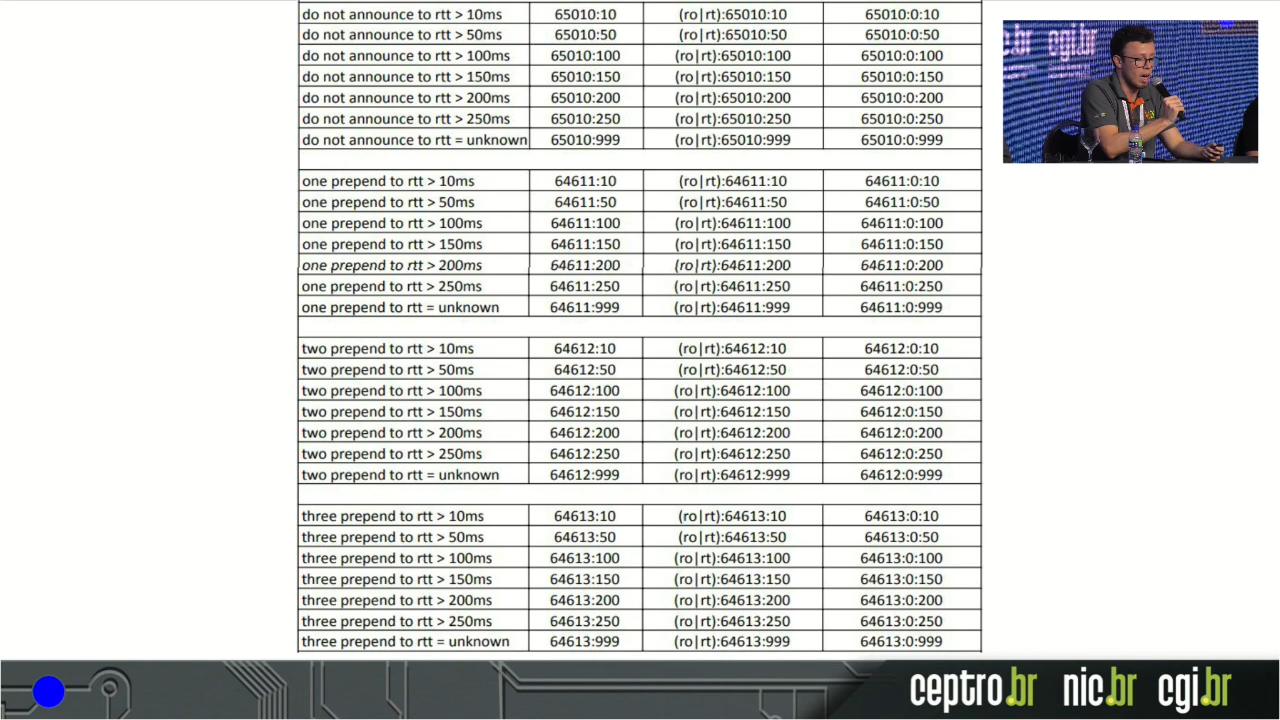 do not announce to rtt > 10ms 65010:10 (ro|rt):65010:10 65010:0:10
do not announce to rtt > 50ms 65010:50 (ro|rt):65010:50 65010:0:50
do not announce to rtt > 100ms 65010:100 (ro|rt):65010:100 65010:0:100
do not announce to rtt > 150ms 65010:150 (ro|rt):65010:150 65010:0:150
do not announce to rtt > 200ms 65010:200 (ro|rt):65010:200 65010:0:200
do not announce to rtt > 250ms 65010:250 (ro|rt):65010:250 65010:0:250
do not announce to rtt = unknown 65010:999 (ro|rt):65010:999 65010:0:999
one prepend to rtt > 10ms 64611:10 (ro|rt):64611:10 64611:0:10
one prepend to rtt > 50ms 64611:50 (ro|rt):64611:50 64611:0:50
one prepend to rtt > 100ms 64611:100 (ro|rt):64611:100 64611:0:100
one prepend to rtt > 150ms 64611:150 (ro|rt):64611:150 64611:0:150
one prepend to rtt > 200ms 64611:200 (ro|rt):64611:200 64611:0:200
one prepend to rtt > 250ms 64611:250 (ro|rt):64611:250 64611:0:250
one prepend to rtt = unknown 64611:999 (ro|rt):64611:999 64611:0:999
two prepend to rtt > 10ms 64612:10 (ro|rt):64612:10 64612:0:10
two prepend to rtt > 50ms 64612:50 (ro|rt):64612:50 64612:0:50
two prepend to rtt > 100ms 64612:100 (ro|rt):64612:100 64612:0:100
two prepend to rtt > 150ms 64612:150 (ro|rt):64612:150 64612:0:150
two prepend to rtt > 200ms 64612:200 (ro|rt):64612:200 64612:0:200
two prepend to rtt > 250ms 64612:250 (ro|rt):64612:250 64612:0:250
two prepend to rtt = unknown 64612:999 (ro|rt):64612:999 64612:0:999
three prepend to rtt > 10ms 64613:10 (ro|rt):64613:10 64613:0:10
three prepend to rtt > 50ms 64613:50 (ro|rt):64613:50 64613:0:50
three prepend to rtt > 100ms 64613:100 (ro|rt):64613:100 64613:0:100
three prepend to rtt > 150ms 64613:150 (ro|rt):64613:150 64613:0:150
three prepend to rtt > 200ms 64613:200 (ro|rt):64613:200 64613:0:200
three prepend to rtt > 250ms 64613:250 (ro|rt):64613:250 64613:0:250
three prepend to rtt = unknown 64613:999 (ro|rt):64613:999 64613:0:999
nic.br cgi.br
ceptro.br nic.br cgi.br